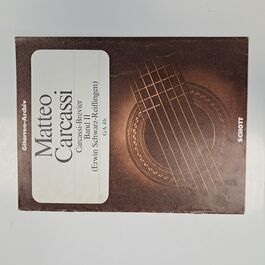 Gitarren-Archiv
Matteo
Carcassi
Carcassi-Brevier
Band II
(Erwin Schwarz-Reiflingen)
GA 4b
SCHOTT